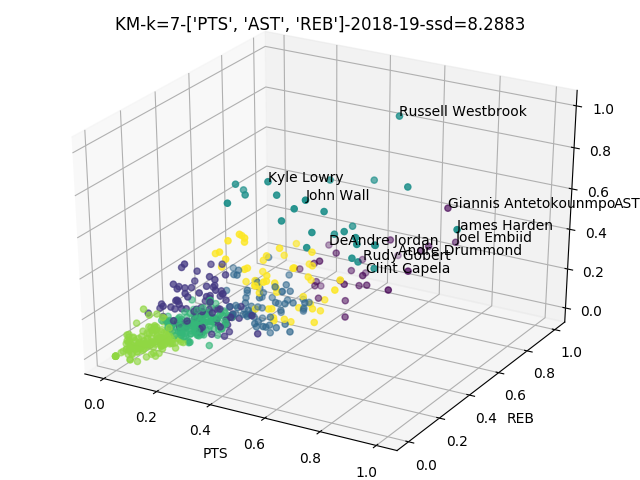 KM-k=7-['PTS', 'AST', 'REB']-2018-19-ssd=8.2883
Russell Westbrook
Kyle Lowry
John Wall
Giannis Antetokounmpo
AST
James Harden
Joel Embid
DeAndre Jordan
Andre Drummond
Rudy Gobert
Clint Capela
1.0
0.8
0.6
0.4
0.2
0.0
0.0
0.2
0.4
0.6
0.8
1.0
PTS
0.0
0.2
0.4
0.6
0.8
1.0
REB